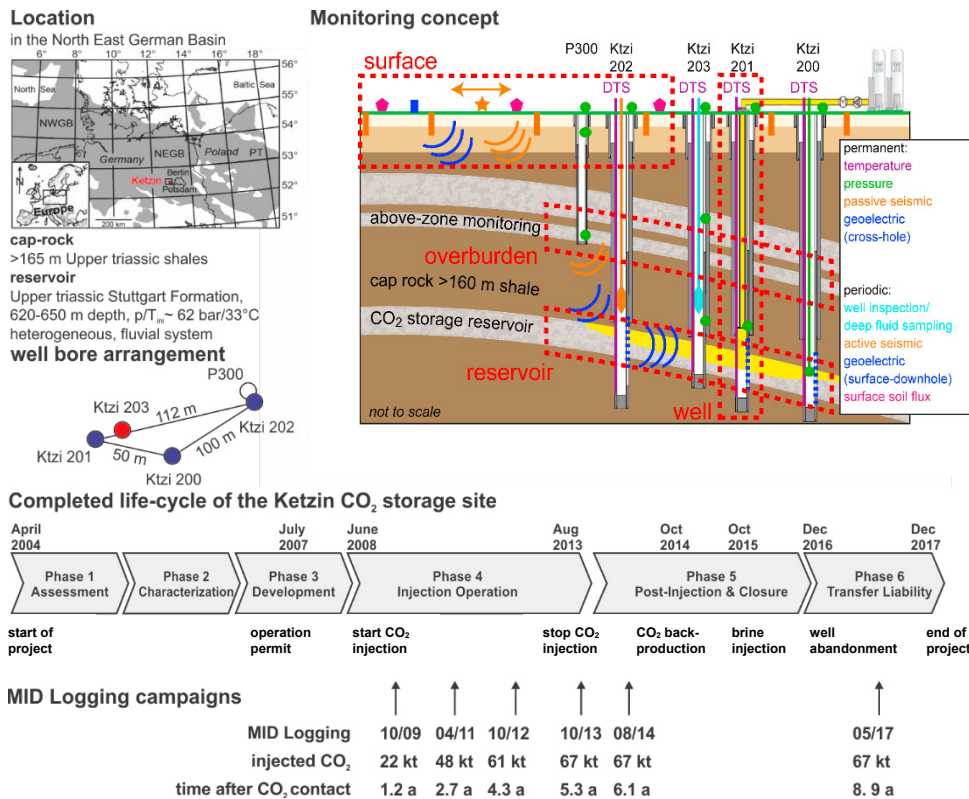 Location
in the North East German Basin
6° 8° 10° 12° 14° 16° 18°
56°
55°
54°
53°
52°
51°
North Sea
Baltic Sea
NWGB
NEGB
Poland
PT
Germany
Ketzin
Berlin
Potsdam
N
Europe
200 km
cap-rock
>165 m Upper triassic shales
reservoir
Upper triassic Stuttgart Formation,
620-650 m depth, p/Tini~ 62 bar/33°C
heterogeneous, fluvial system
well bore arrangement
P300
Ktzi 203
112 m
Ktzi 202
Ktzi 201
50 m
100 m
Ktzi 200
Monitoring concept
P300
Ktzi
202
Ktzi
203
Ktzi
201
Ktzi
200
surface
DTS
DTS
DTS
DTS
above-zone monitoring
overburden
cap rock >160 m shale
CO₂ storage reservoir
reservoir
well
not to scale
permanent:
temperature
pressure
passive seismic
geoelectric
(cross-hole)
periodic:
well inspection/
deep fluid sampling
active seismic
geoelectric
(surface-downhole)
surface soil flux
Completed life-cycle of the Ketzin CO₂ storage site
April
2004
July
2007
June
2008
Aug
2013
Oct
2014
Oct
2015
Dec
2016
Dec
2017
Phase 1
Assessment
Phase 2
Characterization
Phase 3
Development
Phase 4
Injection Operation
Phase 5
Post-Injection & Closure
Phase 6
Transfer Liability
start of
project
operation
permit
start CO₂
injection
stop CO₂
injection
CO₂ back-
production
brine
injection
well
abandonment
end of
project
MID Logging campaigns
MID Logging 10/09 04/11 10/12 10/13 08/14 05/17
injected CO₂ 22 kt 48 kt 61 kt 67 kt 67 kt 67 kt
time after CO₂ contact 1.2 a 2.7 a 4.3 a 5.3 a 6.1 a 8. 9 a